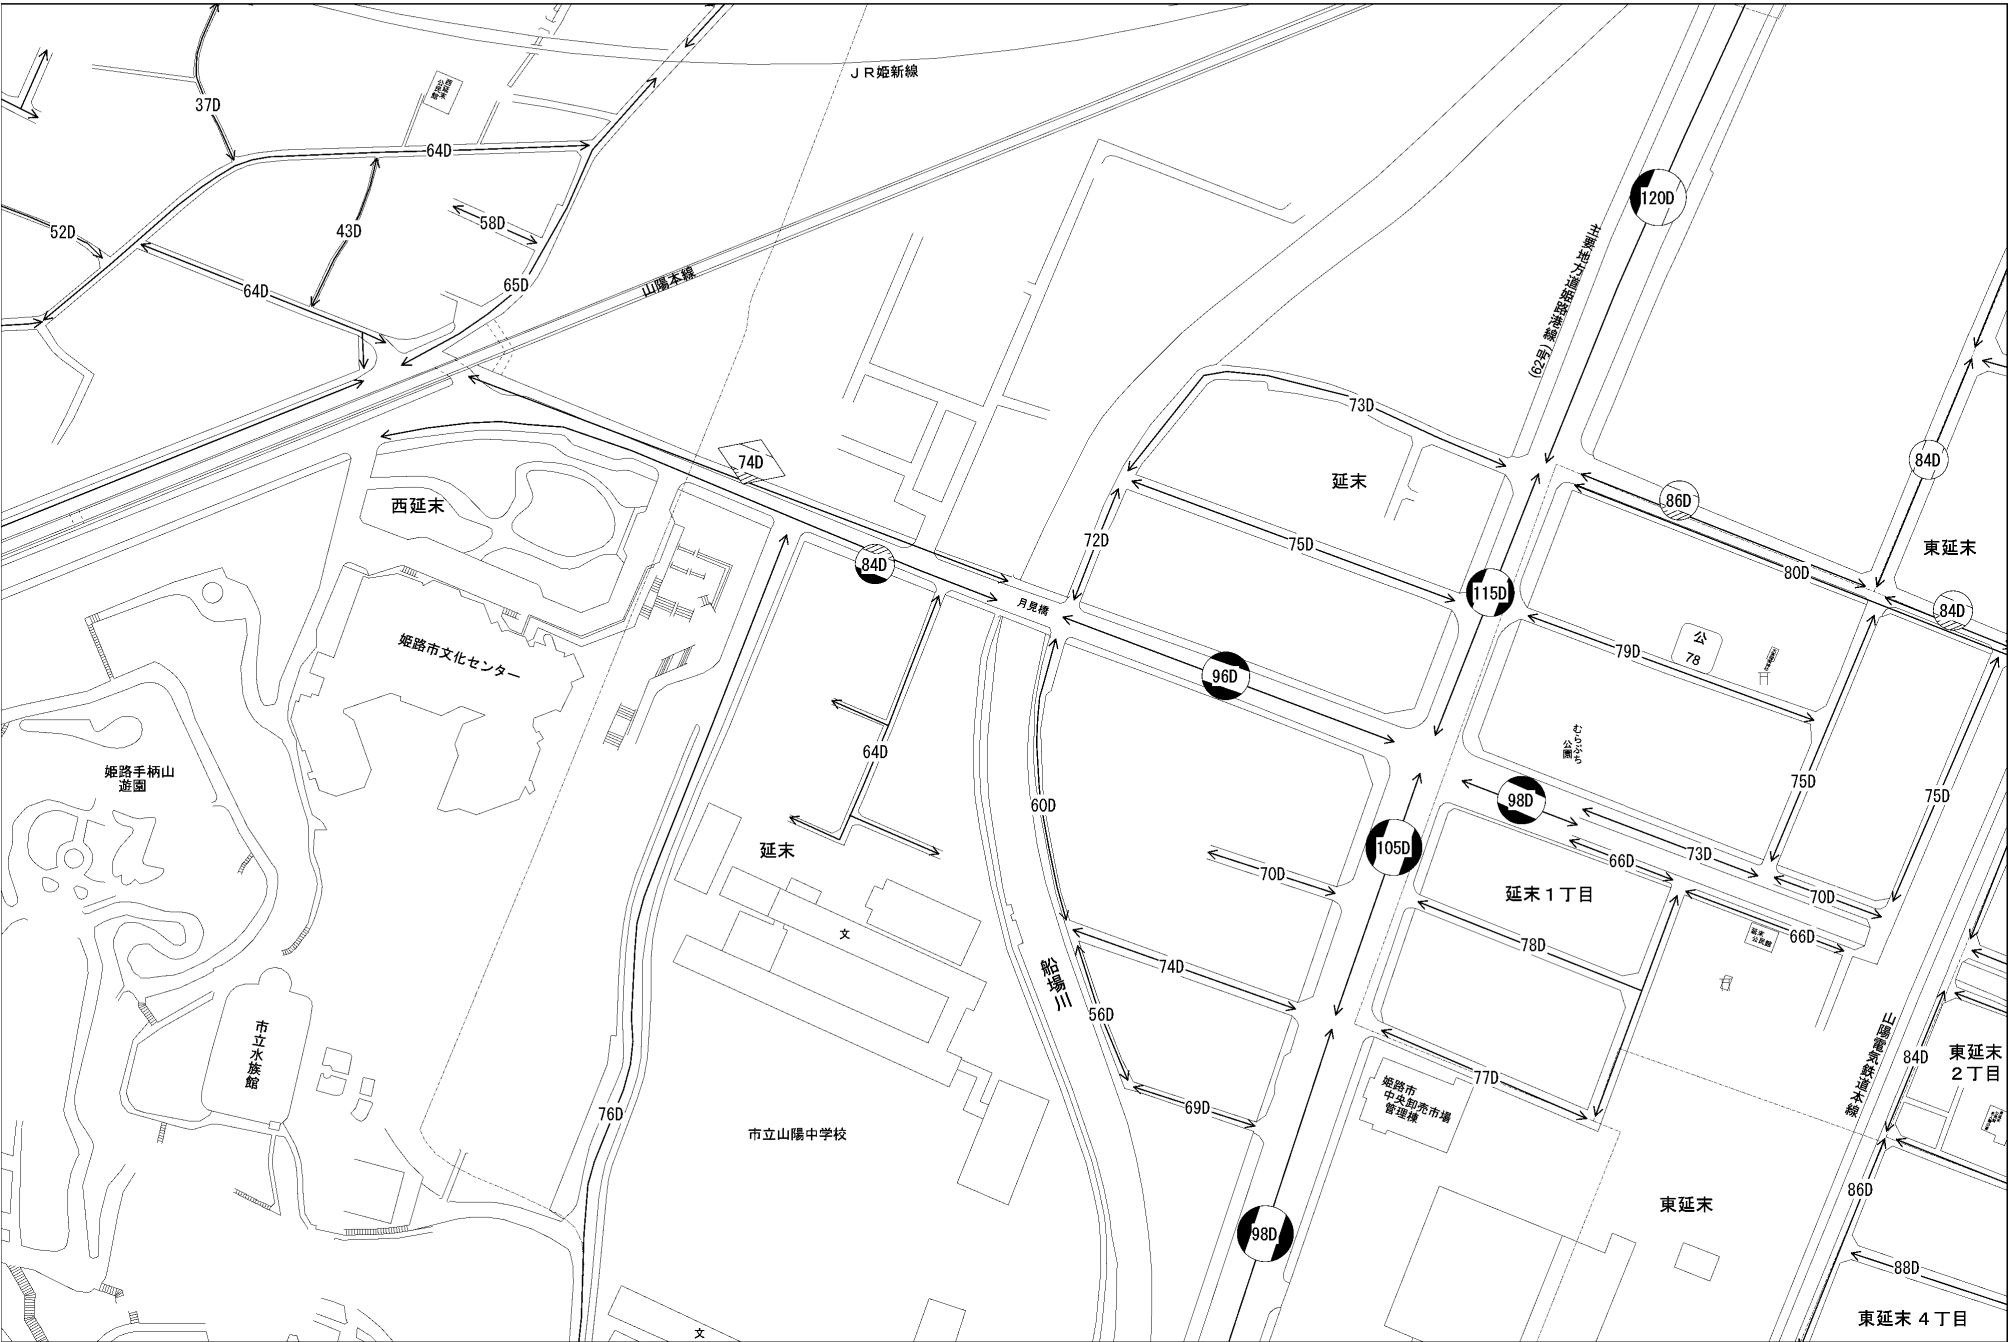 JR姫新線
37D
64D
120D
58D
52D
43D
主要地方道姫路港線
(62号)
65D
山陽本線
64D
73D
84D
74D
延末
86D
西延末
72D
75D
84D
東延末
80D
115D
月見橋
84D
公
78
姫路市文化センター
79D
96D
むらぶち
公園
64D
姫路手柄山
遊園
75D
75D
60D
98D
延末
105D
73D
66D
70D
延末1丁目
70D
文
66D
延末
公民館
78D
74D
船場川
56D
市立水族館
山陽電気鉄道本線
84D
東延末
2丁目
77D
姫路市
中央卸売市場
管理棟
76D
69D
市立山陽中学校
86D
東延末
98D
88D
東延末4丁目
文